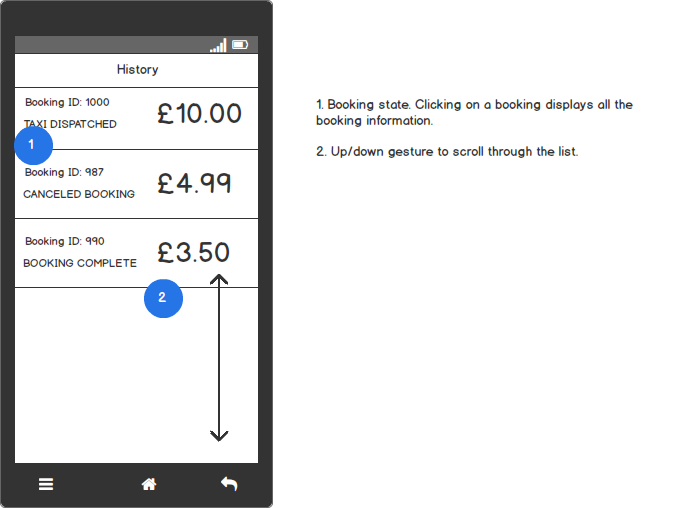 History
Booking ID: 1000
£10.00
TAXI DISPATCHED
1
Booking ID: 987
£4.99
CANCELED BOOKING
Booking ID: 990
£3.50
BOOKING COMPLETE
2
1. Booking state. Clicking on a booking displays all the
booking information.
2. Up/down gesture to scroll through the list.